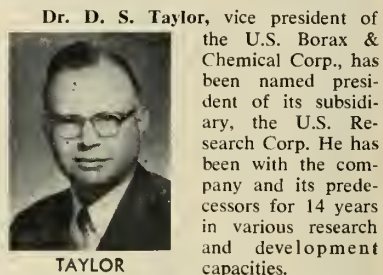 Dr. D. S. Taylor, vice president of
the U.S. Borax &
Chemical Corp., has
been named presi-
dent of its subsidi-
ary, the U.S. Re-
search Corp. He has
been with the com-
pany and its prede-
cessors for 14 years
in various research
and development
capacities.
TAYLOR